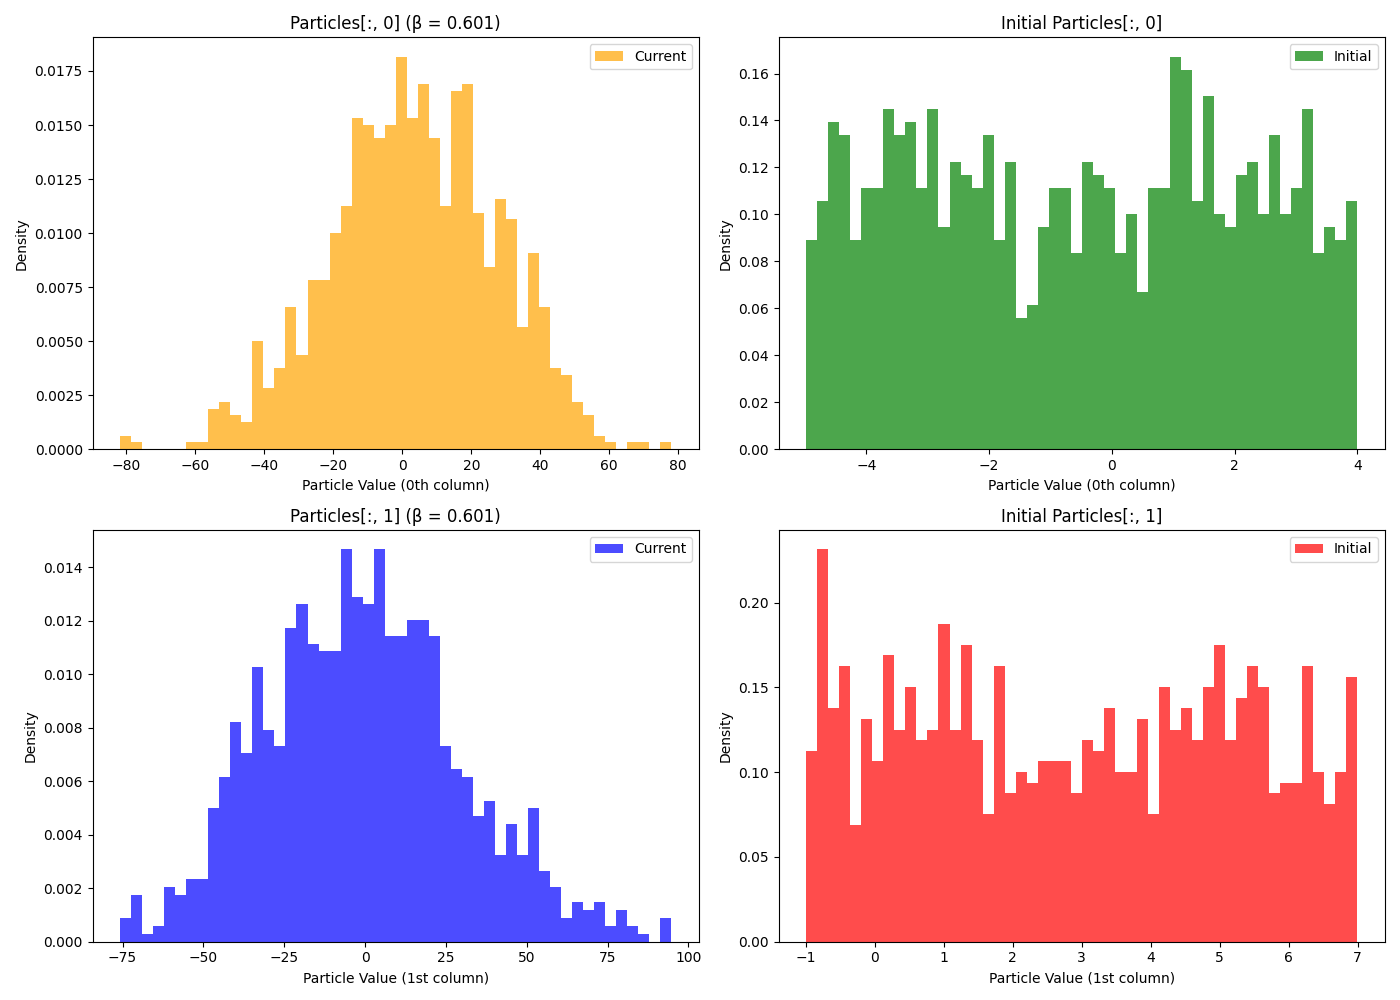 Particles[:, 0] (β = 0.601)
Current
Density
0.0175
0.0150
0.0125
0.0100
0.0075
0.0050
0.0025
0.0000
−80 −60 −40 −20 0 20 40 60 80
Particle Value (0th column)
Initial Particles[:, 0]
Initial
Density
0.16
0.14
0.12
0.10
0.08
0.06
0.04
0.02
0.00
−4 −2 0 2 4
Particle Value (0th column)
Particles[:, 1] (β = 0.601)
Current
Density
0.014
0.012
0.010
0.008
0.006
0.004
0.002
0.000
−75 −50 −25 0 25 50 75 100
Particle Value (1st column)
Initial Particles[:, 1]
Initial
Density
0.20
0.15
0.10
0.05
0.00
−1 0 1 2 3 4 5 6 7
Particle Value (1st column)